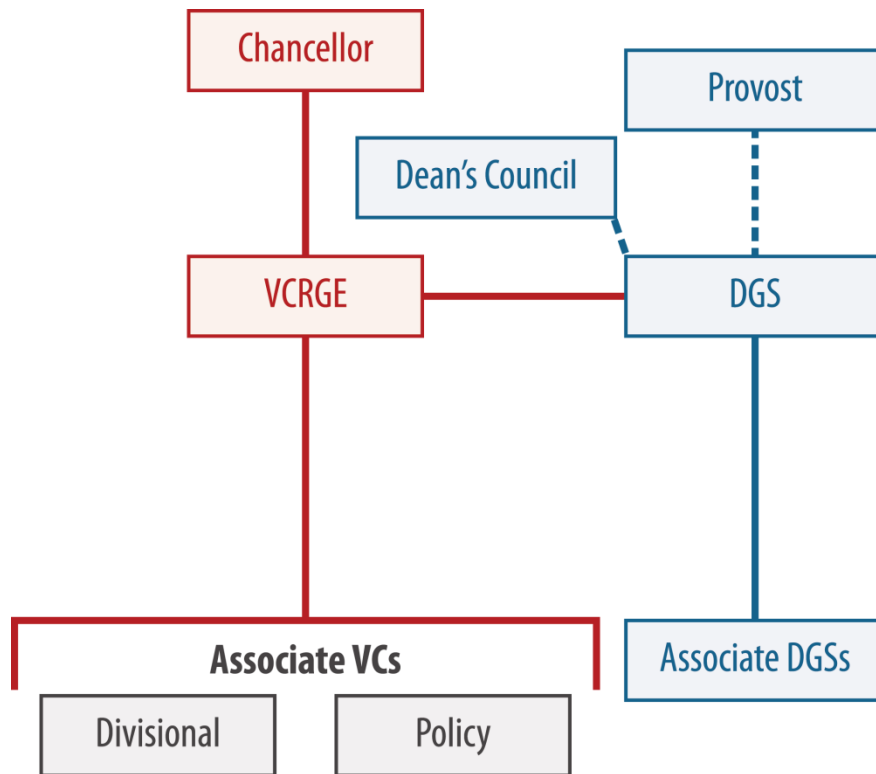 Chancellor
Provost
Dean’s Council
VCRGE
DGS
Associate VCs
Associate DGSs
Divisional
Policy